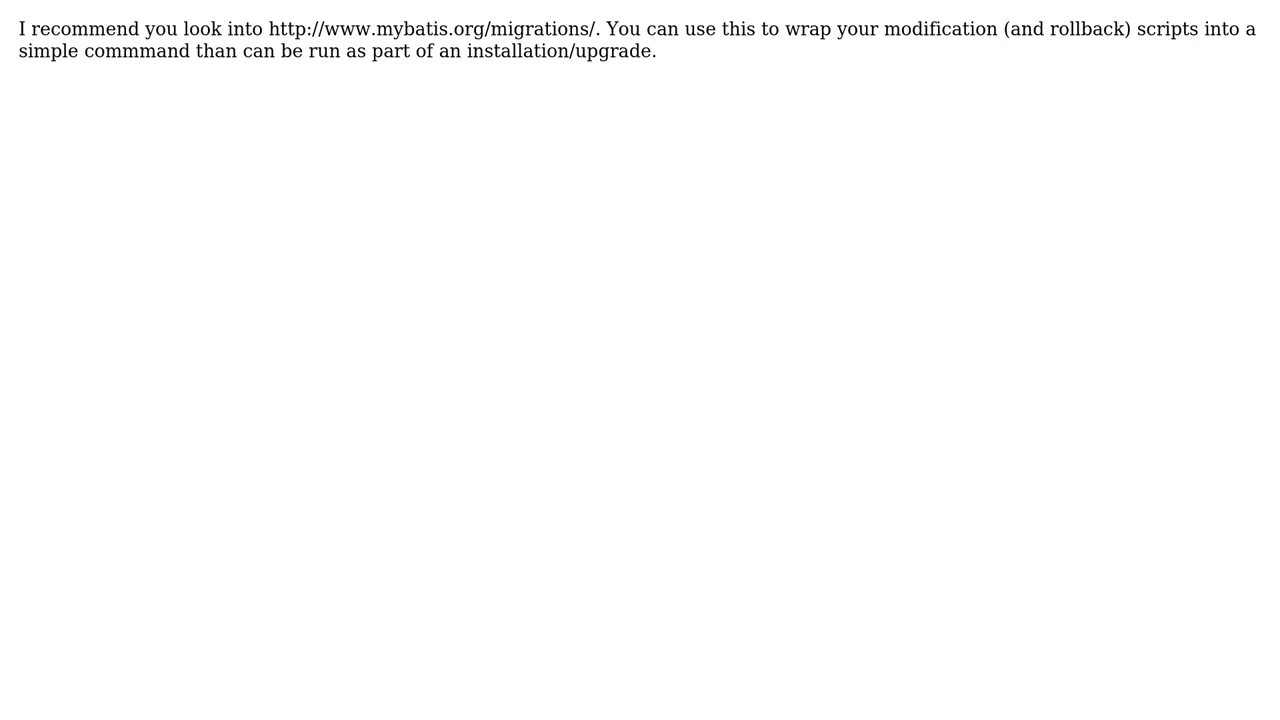 I recommend you look into http://www.mybatis.org/migrations/. You can use this to wrap your modification (and rollback) scripts into a
simple commmand than can be run as part of an installation/upgrade.